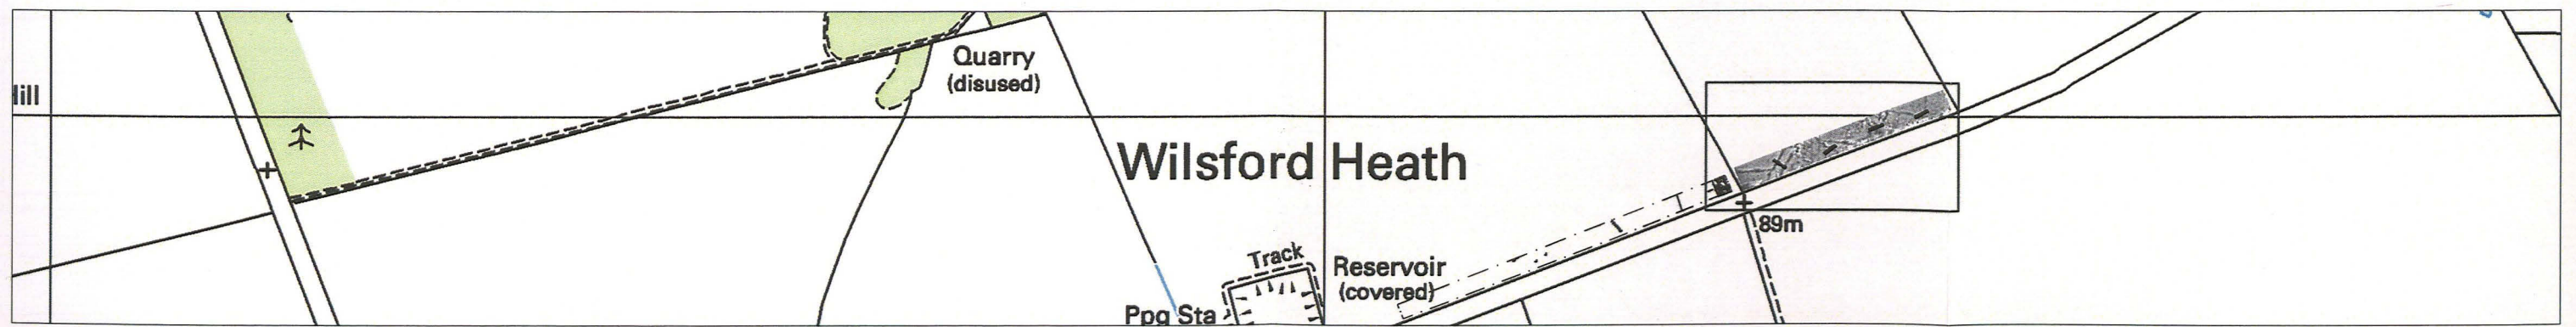 Quarry
(disused)
ill
Wilsford Heath
89m
Track
Reservoir
(covered)
Ppg Sta